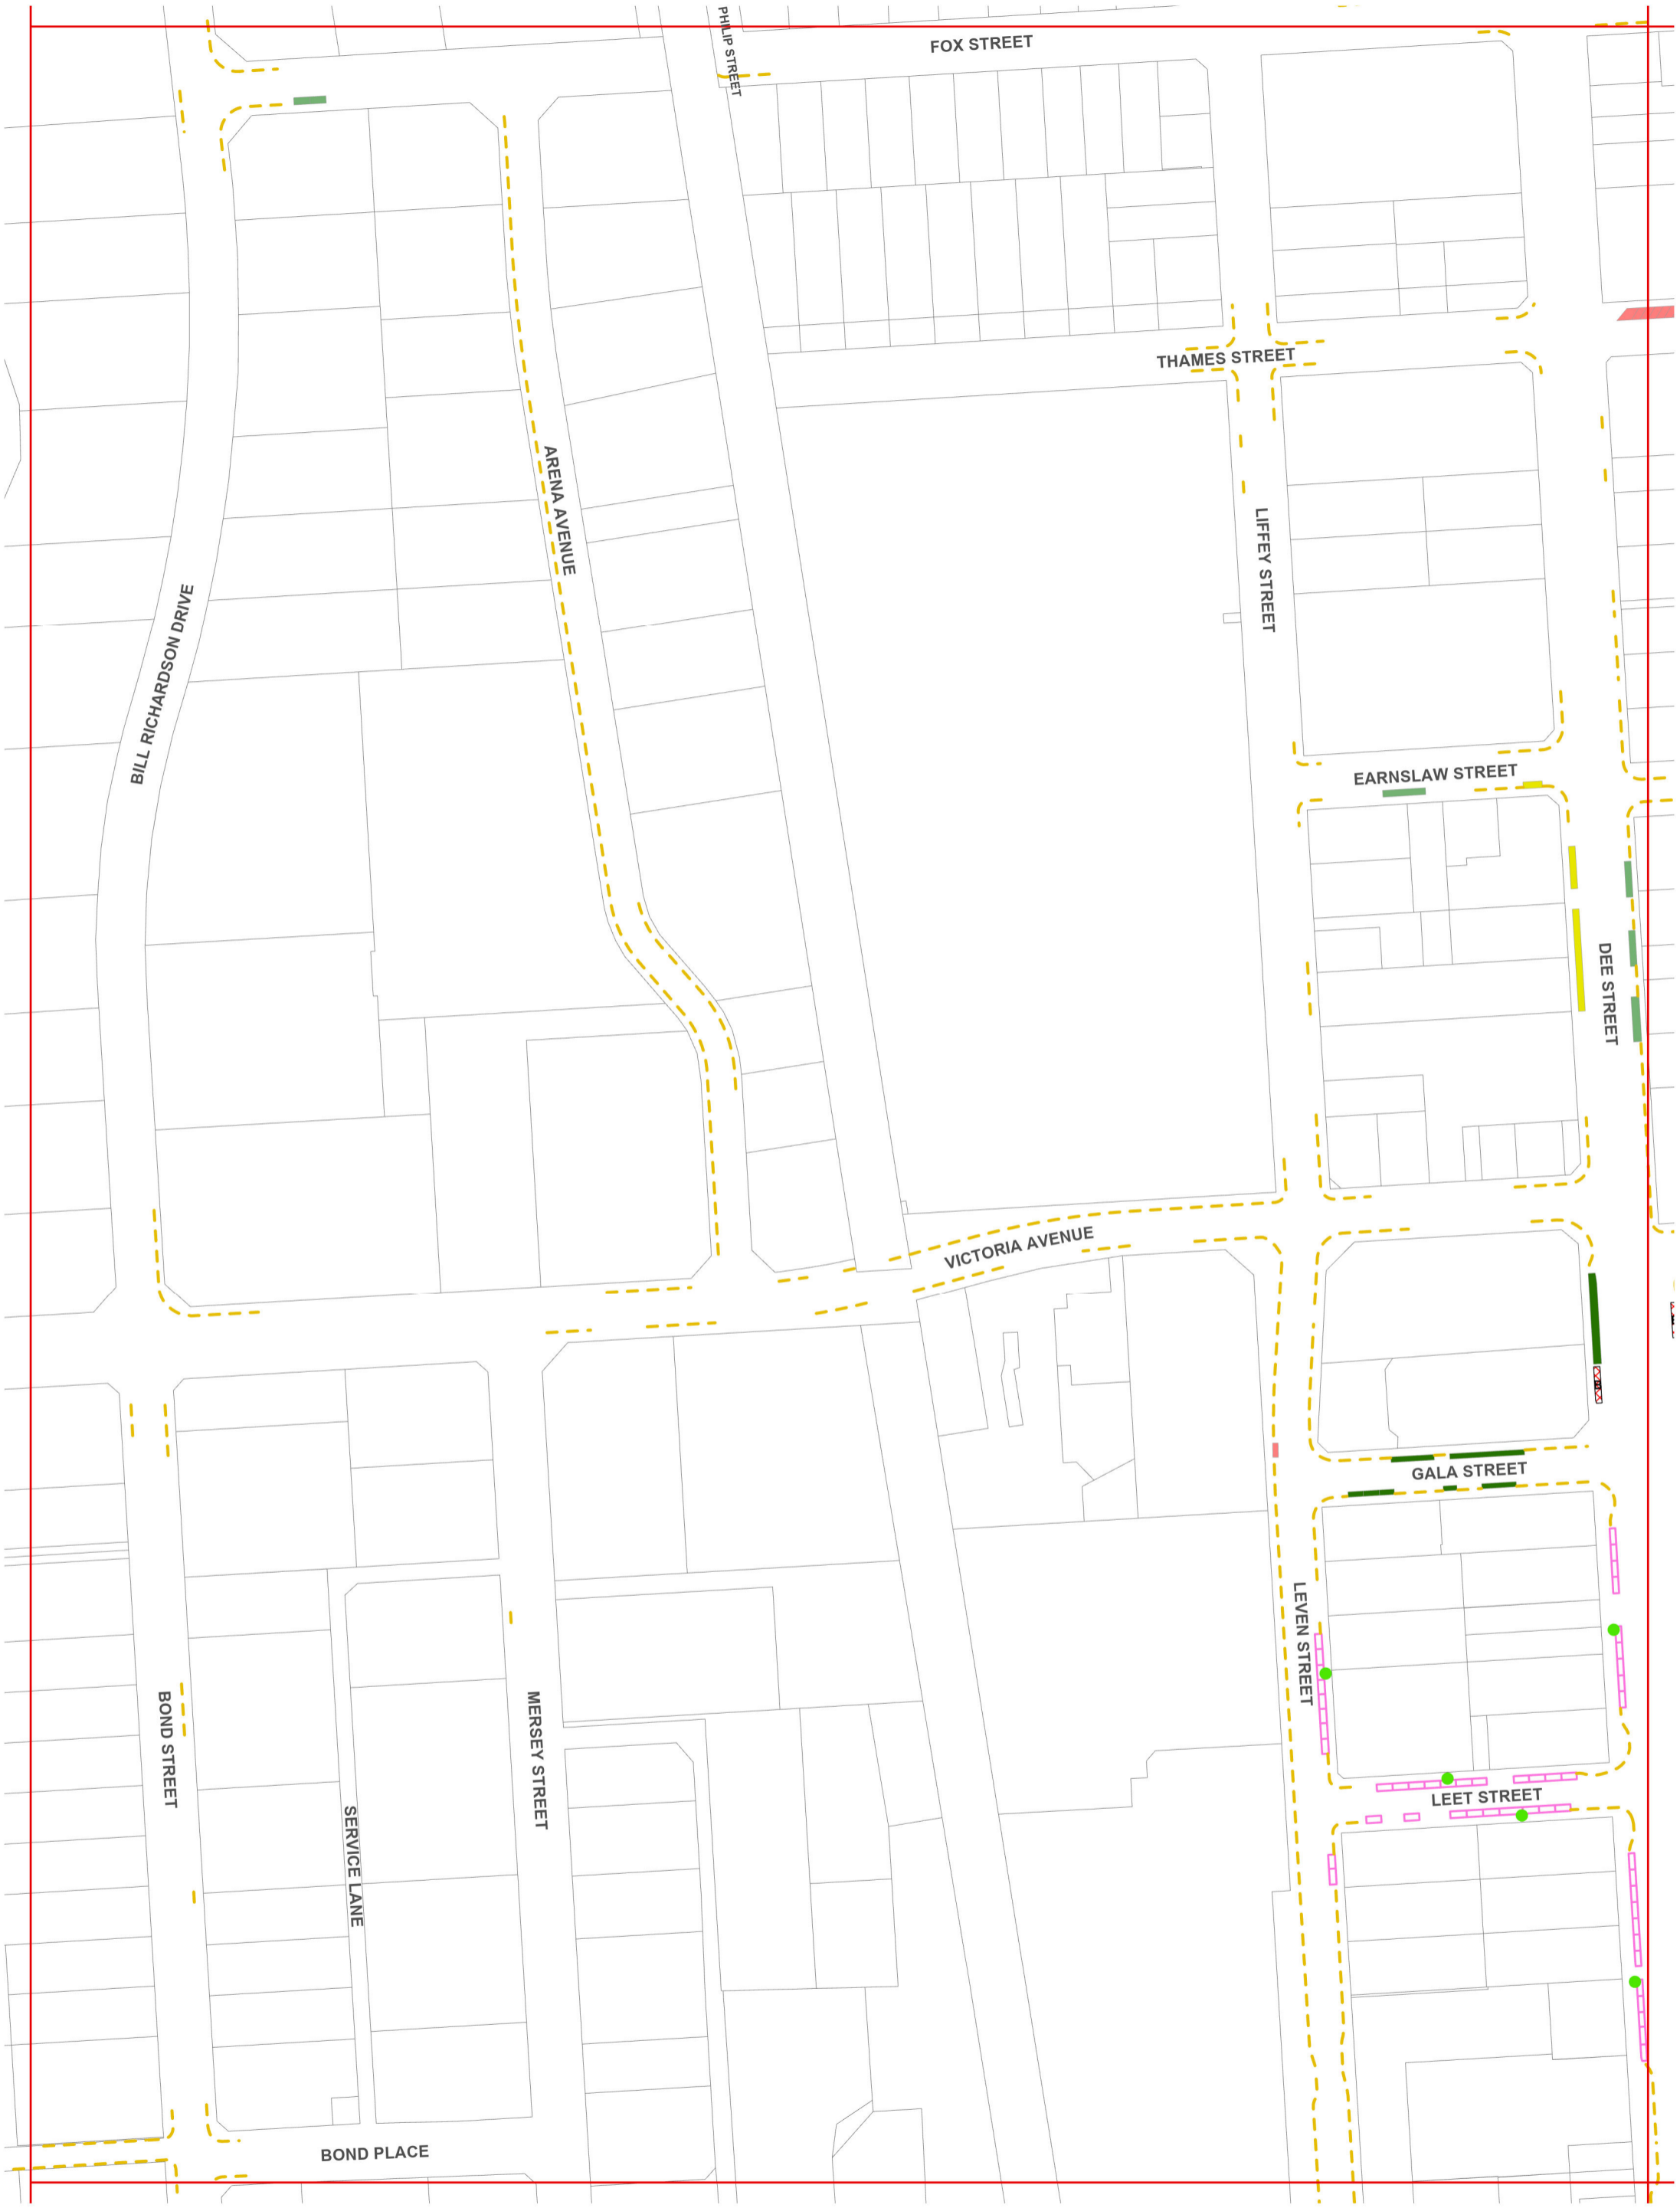 PHILIP STREET
FOX STREET
THAMES STREET
ARENA AVENUE
LIFFEY STREET
BILL RICHARDSON DRIVE
EARNSLAW STREET
DEE STREET
VICTORIA AVENUE
GALA STREET
LEVEN STREET
BOND STREET
MERSEY STREET
LEET STREET
SERVICE LANE
BOND PLACE